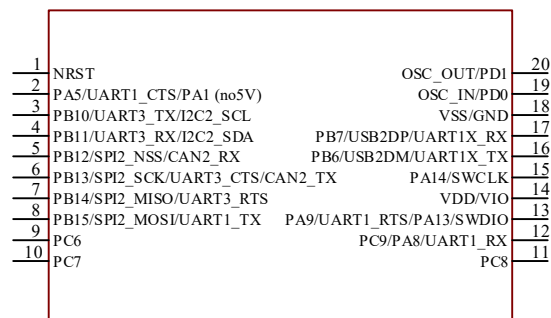 1 NRST
2 PA5/UART1_CTS/PA1 (no5V)
3 PB10/UART3_TX/I2C2_SCL
4 PB11/UART3_RX/I2C2_SDA
5 PB12/SPI2_NSS/CAN2_RX
6 PB13/SPI2_SCK/UART3_CTS/CAN2_TX
7 PB14/SPI2_MISO/UART3_RTS
8 PB15/SPI2_MOSI/UART1_TX
9 PC6
10 PC7
OSC_OUT/PD1 20
OSC_IN/PD0 19
VSS/GND 18
PB7/USB2DP/UART1X_RX 17
PB6/USB2DM/UART1X_TX 16
PA14/SWCLK 15
VDD/VIO 14
PA9/UART1_RTS/PA13/SWDIO 13
PC9/PA8/UART1_RX 12
PC8 11